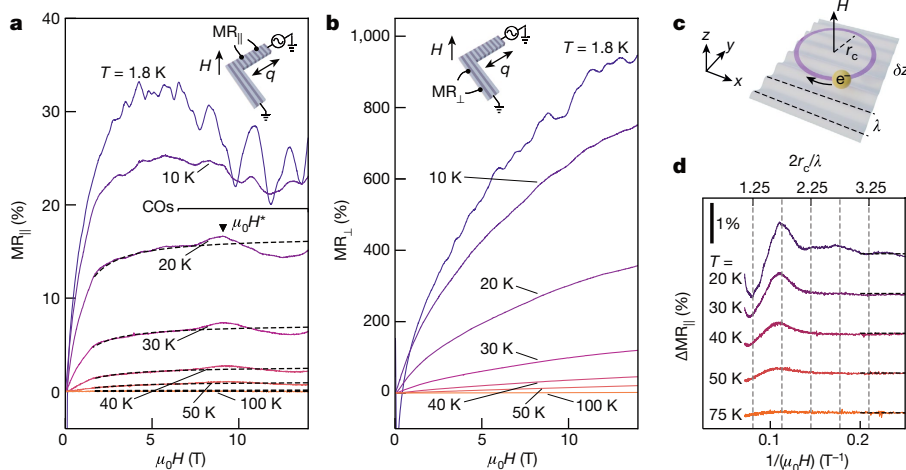 a
MR∥
H
q
T = 1.8 K
10 K
COs
μ0H*
20 K
30 K
40 K
50 K
100 K
MR∥ (%)
40
30
20
10
0
0
5
10
μ0H (T)
b
H
q
MR⊥
T = 1.8 K
10 K
20 K
30 K
40 K
50 K
100 K
MR⊥ (%)
1,000
800
600
400
200
0
0
5
10
μ0H (T)
c
H
z
y
x
rc
e–
δz
λ
d
2rc/λ
1.25 2.25 3.25
1%
T =
20 K
30 K
40 K
50 K
75 K
ΔMR∥ (%)
0.1 0.2
1/(μ0H) (T–1)